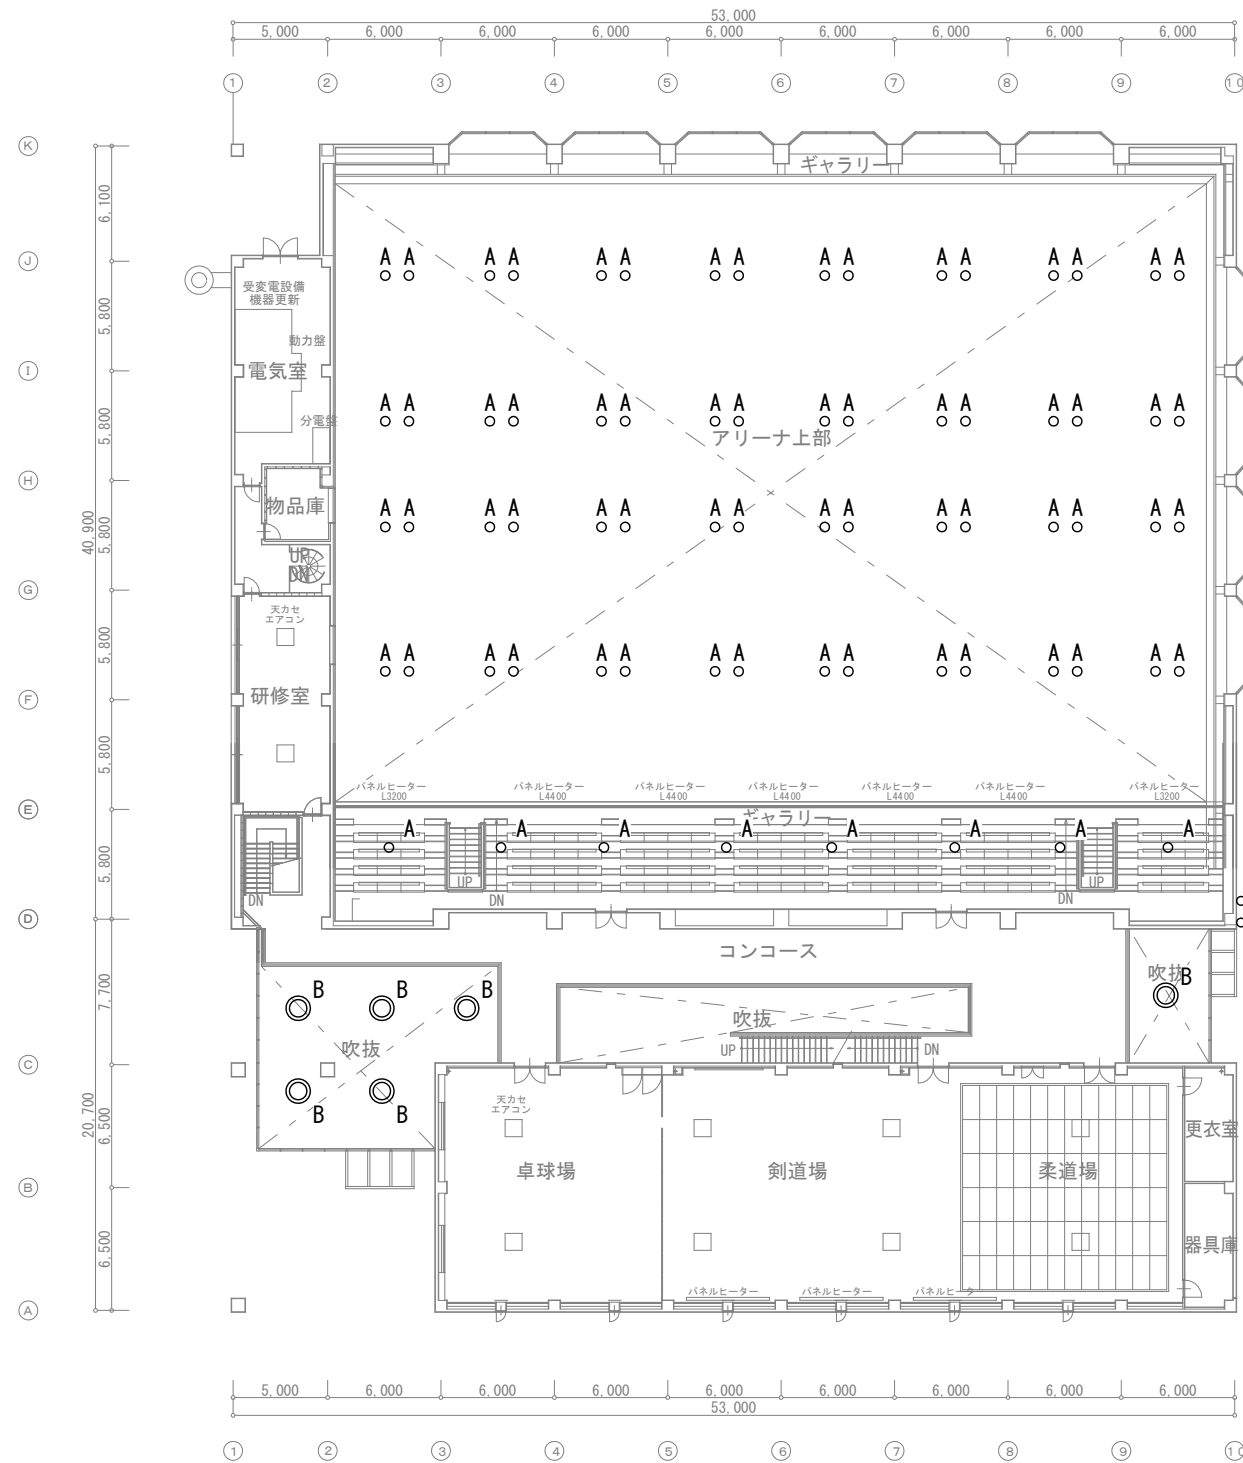 53,000
5,000 6,000 6,000 6,000 6,000 6,000 6,000 6,000 6,000
1 2 3 4 5 6 7 8 9 10
K
ギャラリー
6,100
J
A A A A A A A A A A A A A A A A
受変電設備
機器更新
5,800
動力盤
I
電気室
A A A A A A A A A A A A A A A A
分電盤
5,800
アリーナ上部
H
物品庫
A A A A A A A A A A A A A A A A
40,900
5,800
UP
DN
G
天カセ
エアコン
5,800
A A A A A A A A A A A A A A A A
研修室
F
5,800
パネルヒーター パネルヒーター パネルヒーター パネルヒーター パネルヒーター パネルヒーター パネルヒーター
L3200 L4400 L4400 L4400 L4400 L4400 L3200
E
ギャラリー
A A A A A A A A
5,800
UP UP
DN DN DN
D
コンコース
吹抜
B B B B
7,700
吹抜
吹抜
UP DN
C
天カセ
エアコン
B B
20,700
6,500
更衣室
卓球場 剣道場 柔道場
B
6,500
器具庫
パネルヒーター パネルヒーター パネルヒーター
A
5,000 6,000 6,000 6,000 6,000 6,000 6,000 6,000 6,000
53,000
1 2 3 4 5 6 7 8 9 10